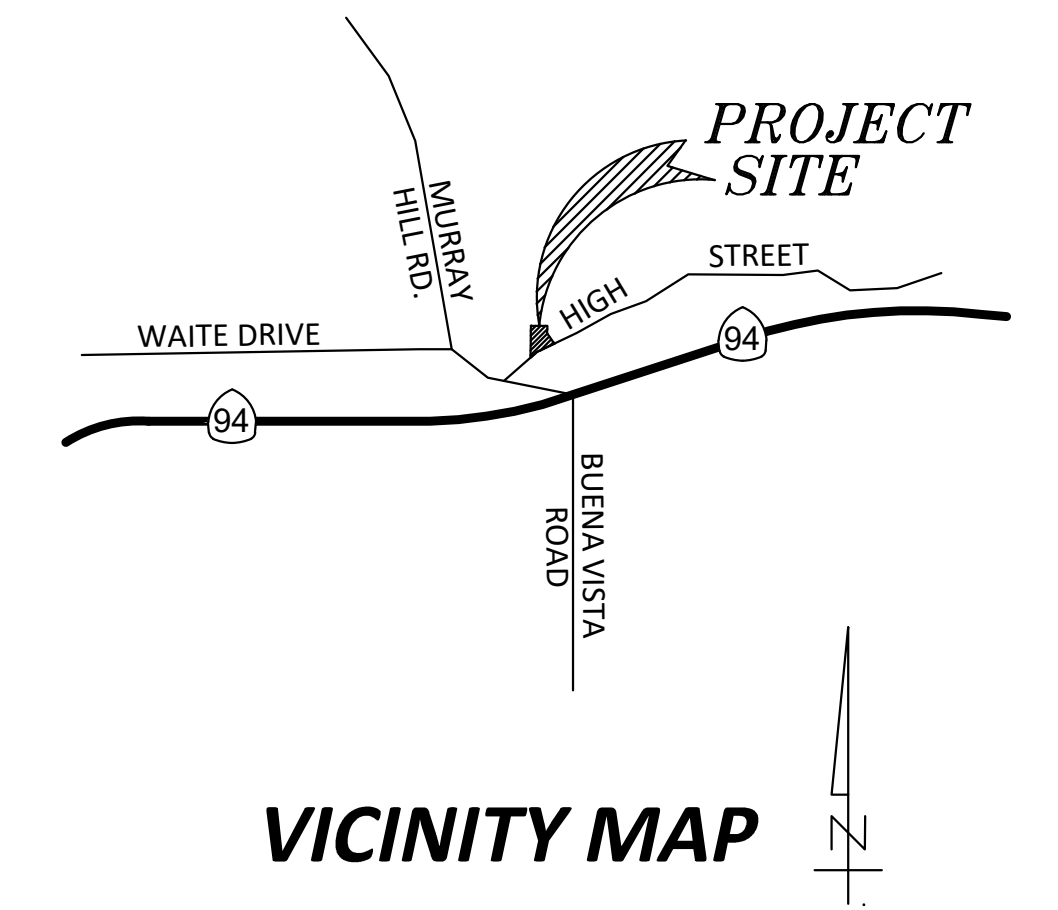 PROJECT
SITE
MURRAY
HILL RD.
STREET
HIGH
WAITE DRIVE
94
94
BUENA VISTA
ROAD
VICINITY MAP
N